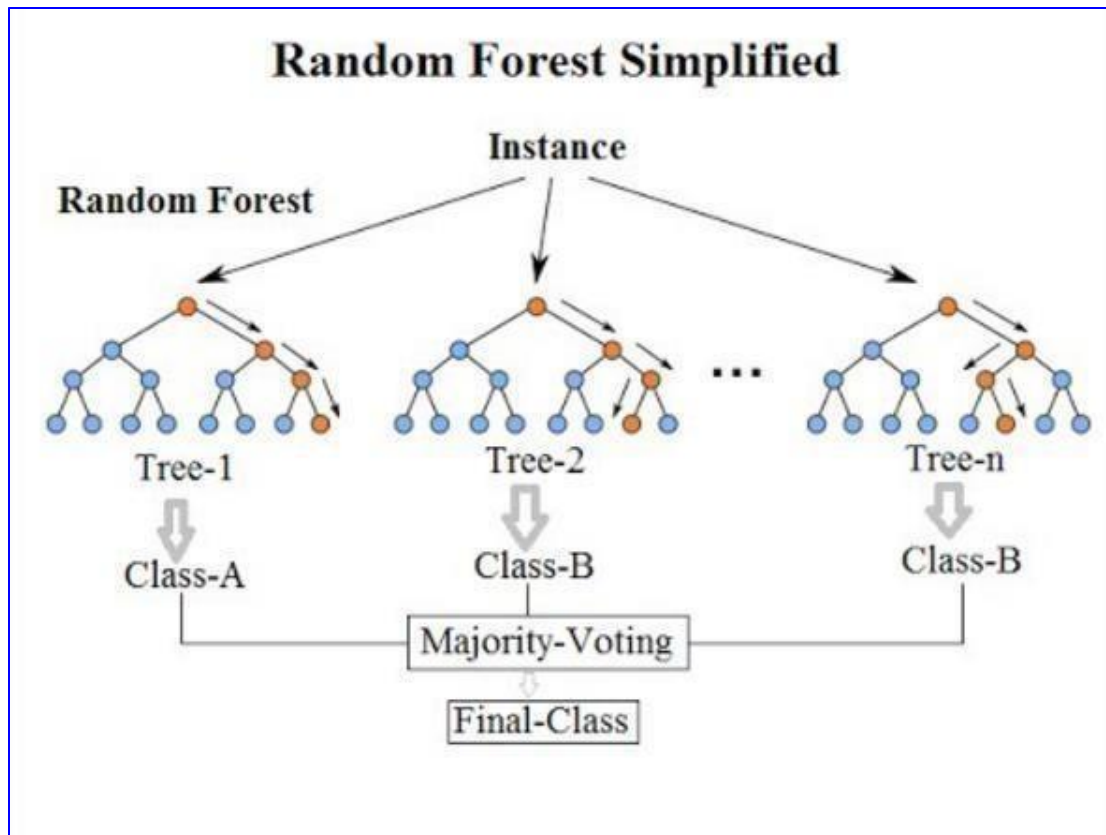 Random Forest Simplified
Instance
Random Forest
...
Tree-1
Tree-2
Tree-n
Class-A
Class-B
Class-B
Majority-Voting
Final-Class